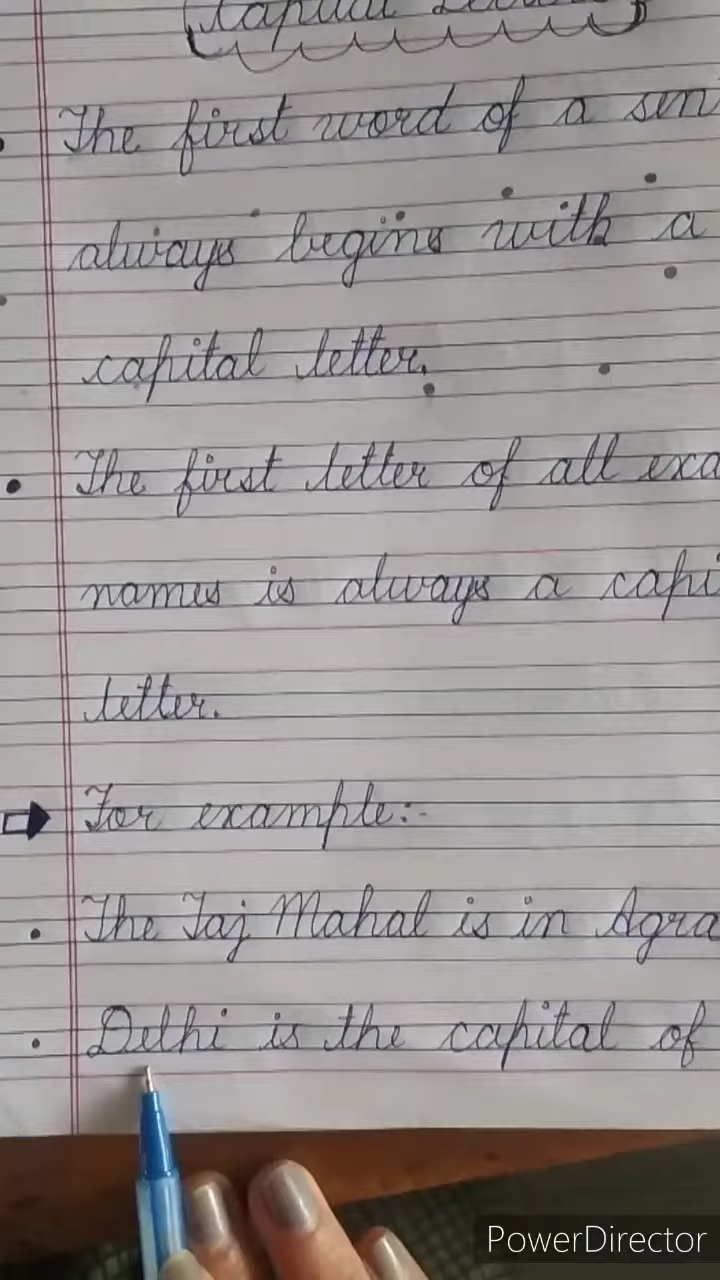 The first word of a sen
always begins with a
capital letter.
The first letter of all exa
names is always a capi
letter.
For example:-
The Taj Mahal is in Agra
Delhi is the capital of
PowerDirector